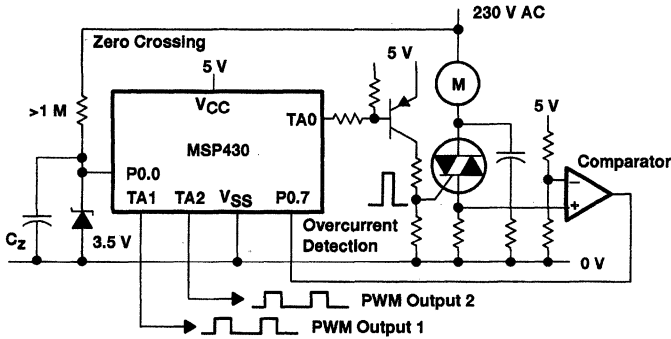 230 V AC
Zero Crossing
5 V
5 V
M
>1 M
VCC
TA0
5 V
MSP430
Comparator
P0.0
TA1 TA2 VSS P0.7
−
+
Overcurrent
Detection
CZ
3.5 V
0 V
PWM Output 2
PWM Output 1